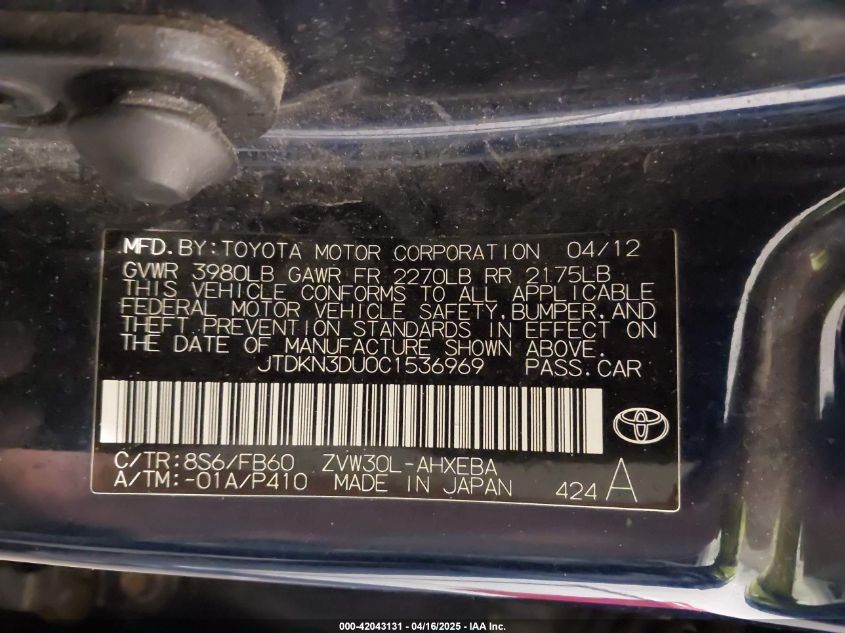 MFD. BY: TOYOTA MOTOR CORPORATION 04/12
GVWR 3980LB GAWR FR 2270LB RR 2175LB
THIS VEHICLE CONFORMS TO ALL APPLICABLE
FEDERAL MOTOR VEHICLE SAFETY, BUMPER, AND
THEFT PREVENTION STANDARDS IN EFFECT ON
THE DATE OF MANUFACTURE SHOWN ABOVE.
JTDKN3DU0C1536969 PASS. CAR
C/TR: 8S6/FB60 ZVW30L-AHXEBA
A/TM: -01A/P410 MADE IN JAPAN 424 A
000-42043131 - 04/16/2025 - IAA Inc.